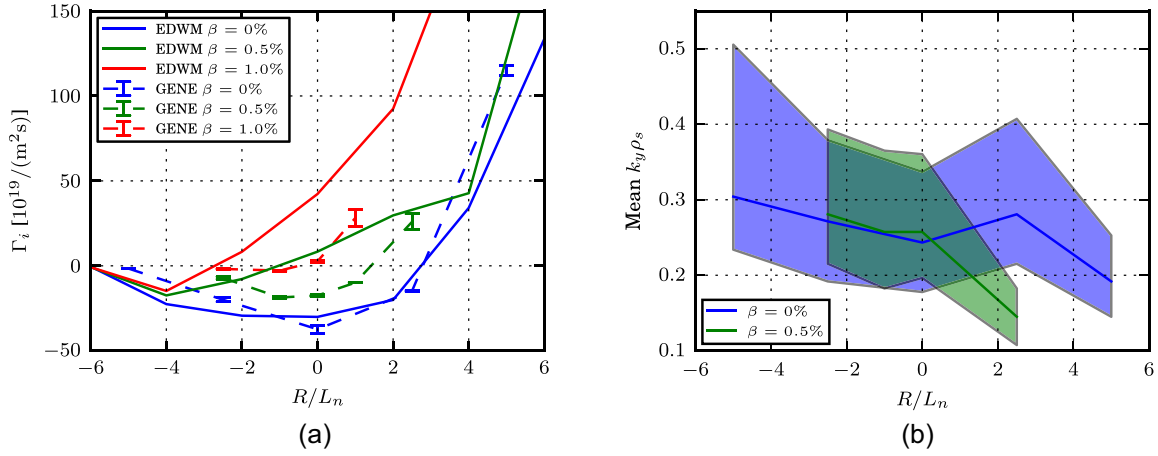 150
100
50
0
−50
Γi [10^19/(m^2s)]
EDWM β = 0%
EDWM β = 0.5%
EDWM β = 1.0%
GENE β = 0%
GENE β = 0.5%
GENE β = 1.0%
−6 −4 −2 0 2 4 6
R/Ln
(a)
0.5
0.4
0.3
0.2
0.1
Mean kyρs
β = 0%
β = 0.5%
−6 −4 −2 0 2 4 6
R/Ln
(b)